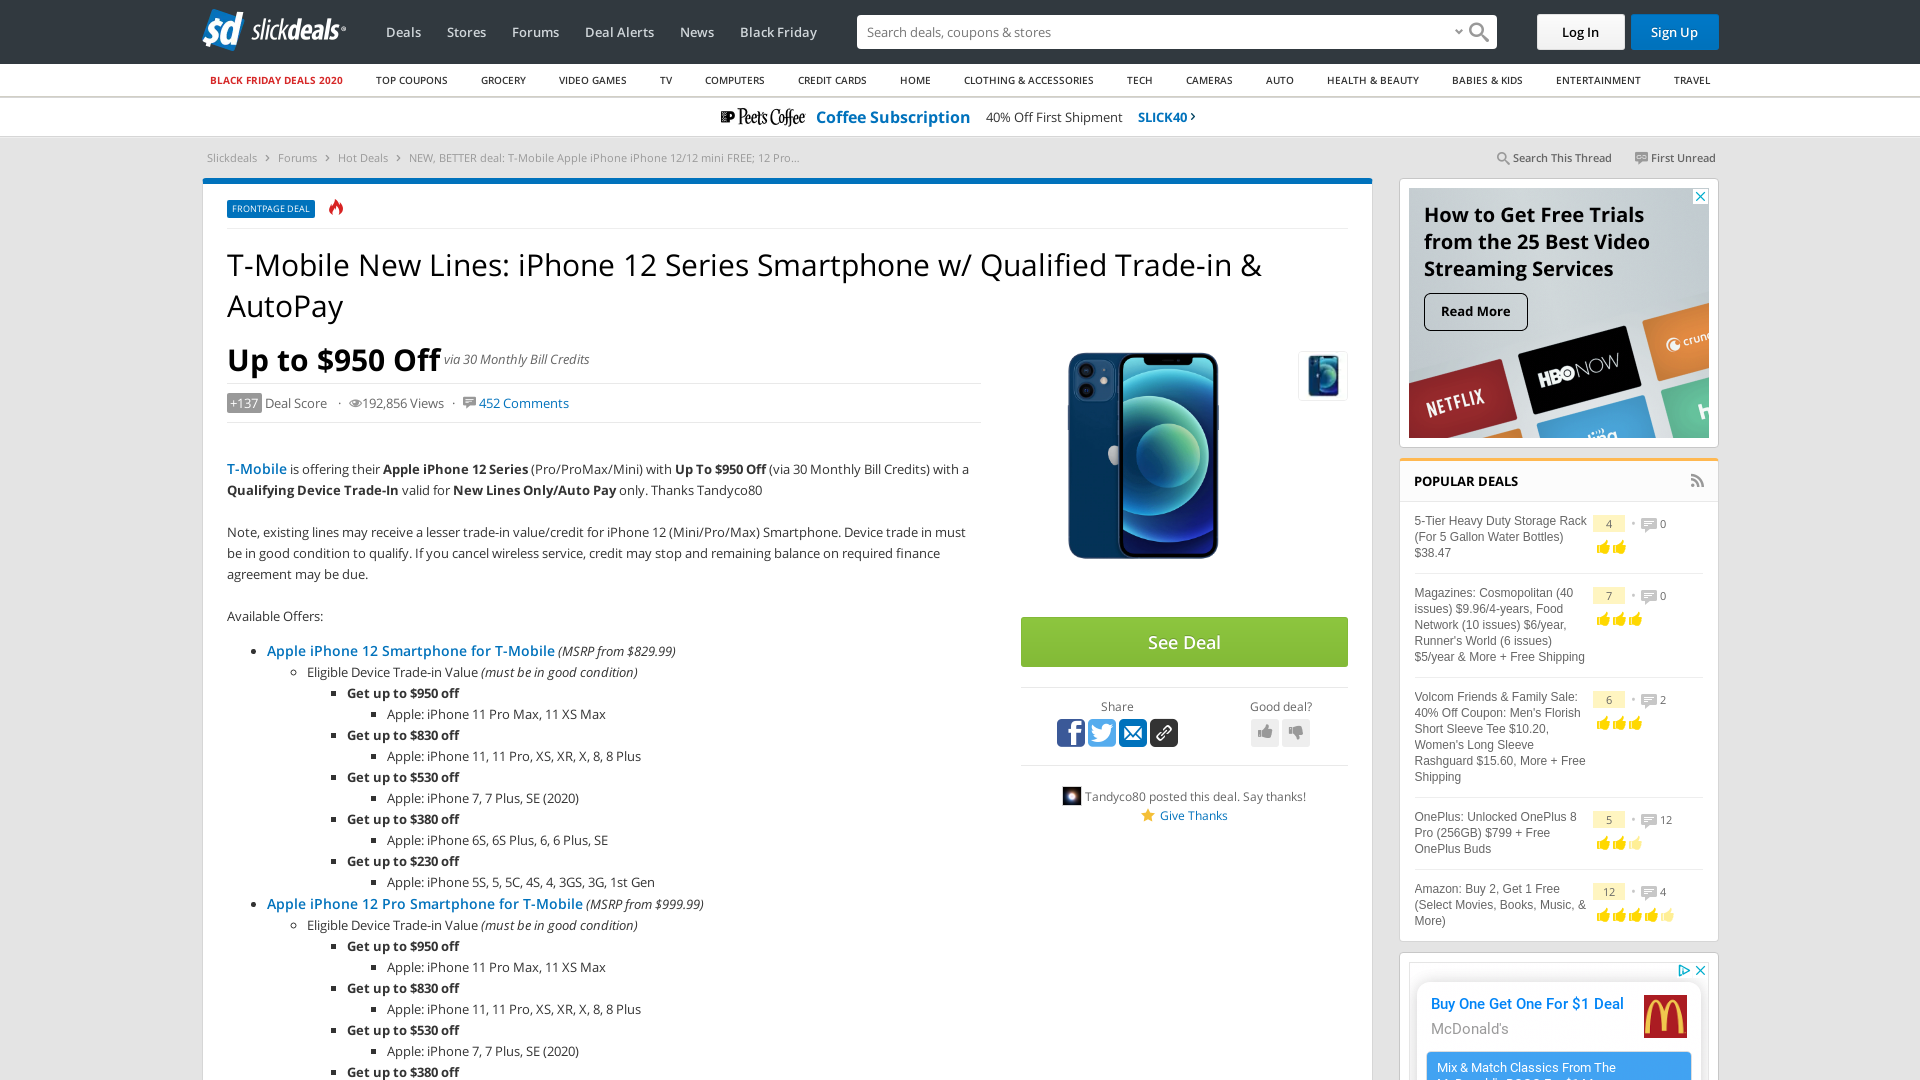 slickdeals
Deals
Stores
Forums
Deal Alerts
News
Black Friday
Search deals, coupons & stores
Log In
Sign Up
BLACK FRIDAY DEALS 2020
TOP COUPONS
GROCERY
VIDEO GAMES
TV
COMPUTERS
CREDIT CARDS
HOME
CLOTHING & ACCESSORIES
TECH
CAMERAS
AUTO
HEALTH & BEAUTY
BABIES & KIDS
ENTERTAINMENT
TRAVEL
Peet's Coffee Coffee Subscription 40% Off First Shipment SLICK40
Slickdeals > Forums > Hot Deals > NEW, BETTER deal: T-Mobile Apple iPhone iPhone 12/12 mini FREE; 12 Pro...
Search This Thread
First Unread
FRONTPAGE DEAL
T-Mobile New Lines: iPhone 12 Series Smartphone w/ Qualified Trade-in &
AutoPay
Up to $950 Off via 30 Monthly Bill Credits
+137 Deal Score · 192,856 Views · 452 Comments
T-Mobile is offering their Apple iPhone 12 Series (Pro/ProMax/Mini) with Up To $950 Off (via 30 Monthly Bill Credits) with a
Qualifying Device Trade-In valid for New Lines Only/Auto Pay only. Thanks Tandyco80
Note, existing lines may receive a lesser trade-in value/credit for iPhone 12 (Mini/Pro/Max) Smartphone. Device trade in must
be in good condition to qualify. If you cancel wireless service, credit may stop and remaining balance on required finance
agreement may be due.
Available Offers:
Apple iPhone 12 Smartphone for T-Mobile (MSRP from $829.99)
Eligible Device Trade-in Value (must be in good condition)
Get up to $950 off
Apple: iPhone 11 Pro Max, 11 XS Max
Get up to $830 off
Apple: iPhone 11, 11 Pro, XS, XR, X, 8, 8 Plus
Get up to $530 off
Apple: iPhone 7, 7 Plus, SE (2020)
Get up to $380 off
Apple: iPhone 6S, 6S Plus, 6, 6 Plus, SE
Get up to $230 off
Apple: iPhone 5S, 5, 5C, 4S, 4, 3GS, 3G, 1st Gen
Apple iPhone 12 Pro Smartphone for T-Mobile (MSRP from $999.99)
Eligible Device Trade-in Value (must be in good condition)
Get up to $950 off
Apple: iPhone 11 Pro Max, 11 XS Max
Get up to $830 off
Apple: iPhone 11, 11 Pro, XS, XR, X, 8, 8 Plus
Get up to $530 off
Apple: iPhone 7, 7 Plus, SE (2020)
Get up to $380 off
See Deal
Share
Good deal?
Tandyco80 posted this deal. Say thanks!
Give Thanks
How to Get Free Trials
from the 25 Best Video
Streaming Services
Read More
crunc
HBO NOW
NETFLIX
h
ling
POPULAR DEALS
5-Tier Heavy Duty Storage Rack
(For 5 Gallon Water Bottles)
$38.47
4 • 0
Magazines: Cosmopolitan (40
issues) $9.96/4-years, Food
Network (10 issues) $6/year,
Runner's World (6 issues)
$5/year & More + Free Shipping
7 • 0
Volcom Friends & Family Sale:
40% Off Coupon: Men's Florish
Short Sleeve Tee $10.20,
Women's Long Sleeve
Rashguard $15.60, More + Free
Shipping
6 • 2
OnePlus: Unlocked OnePlus 8
Pro (256GB) $799 + Free
OnePlus Buds
5 • 12
Amazon: Buy 2, Get 1 Free
(Select Movies, Books, Music, &
More)
12 • 4
Buy One Get One For $1 Deal
McDonald's
Mix & Match Classics From The